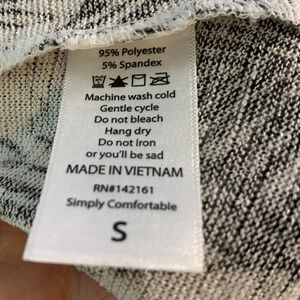 95% Polyester
5% Spandex
Machine wash cold
Gentle cycle
Do not bleach
Hang dry
Do not iron
or you'll be sad
MADE IN VIETNAM
RN#142161
Simply Comfortable
S